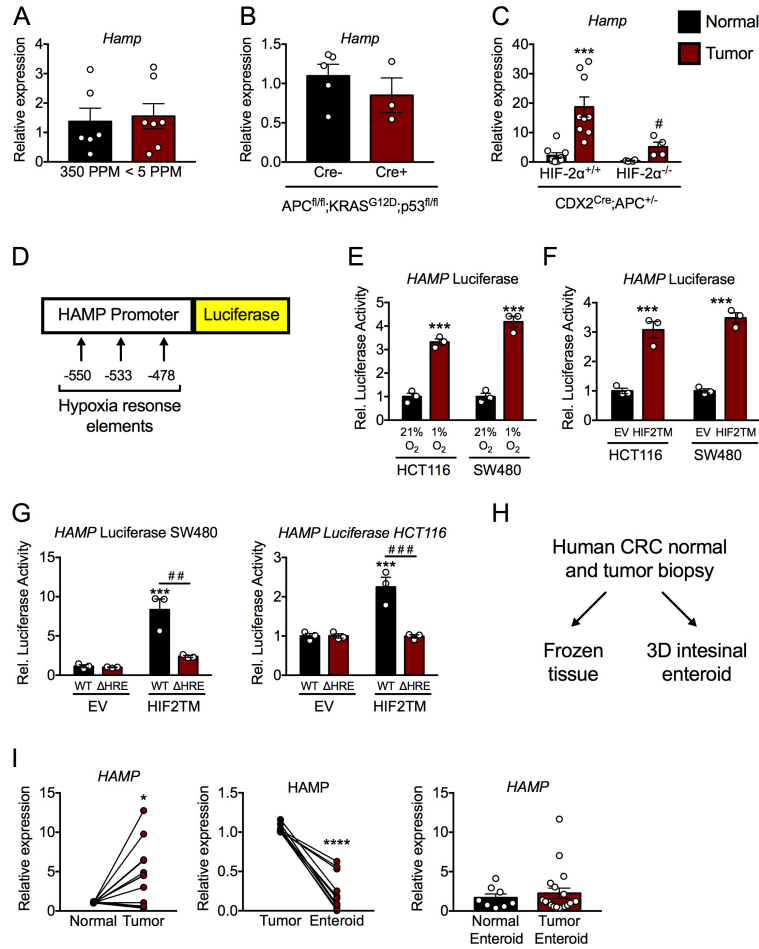 A
Hamp
Relative expression
4
3
2
1
0
350 PPM < 5 PPM
B
Hamp
Relative expression
1.5
1.0
0.5
0.0
Cre- Cre+
APCfl/fl;KRASG12D;p53fl/fl
C
Hamp
Normal
Tumor
Relative expression
40
30
20
10
0
***
#
HIF-2α+/+ HIF-2α-/-
CDX2Cre;APC+/-
D
HAMP Promoter
Luciferase
-550 -533 -478
Hypoxia resonse
elements
E
HAMP Luciferase
Rel. Luciferase Activity
5
4
3
2
1
0
*** ***
21% 1% 21% 1%
O2 O2 O2 O2
HCT116 SW480
F
HAMP Luciferase
Rel. Luciferase Activity
5
4
3
2
1
0
*** ***
EV HIF2TM EV HIF2TM
HCT116 SW480
G
HAMP Luciferase SW480
Rel. Luciferase Activity
15
10
5
0
##
***
WT ΔHRE WT ΔHRE
EV HIF2TM
HAMP Luciferase HCT116
Rel. Luciferase Activity
3
2
1
0
###
***
WT ΔHRE WT ΔHRE
EV HIF2TM
H
Human CRC normal
and tumor biopsy
Frozen
tissue
3D intesinal
enteroid
I
HAMP
Relative expression
15
10
5
0
*
Normal Tumor
HAMP
Relative expression
1.5
1.0
0.5
0.0
****
Tumor Enteroid
HAMP
Relative expression
15
10
5
0
Normal Tumor
Enteroid Enteroid